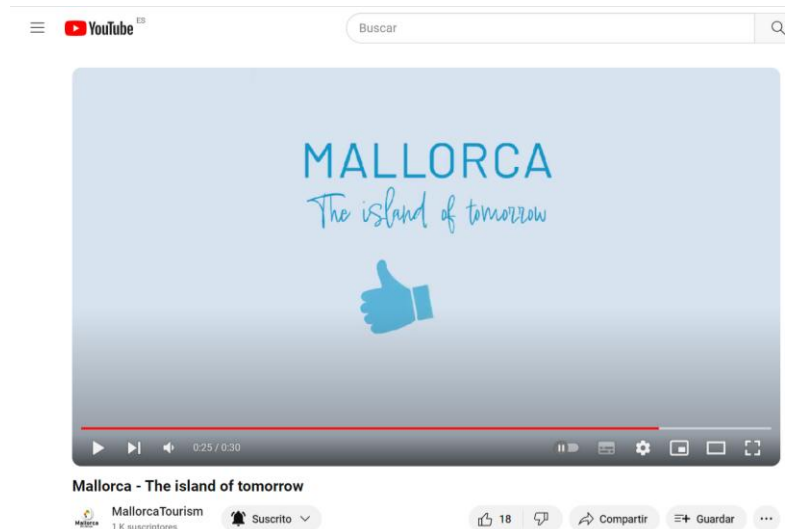 YouTube ES
Buscar
MALLORCA
The island of tomorrow
0:25 / 0:30
Mallorca - The island of tomorrow
MallorcaTourism
1 K suscriptores
Suscrito
18
Compartir
Guardar